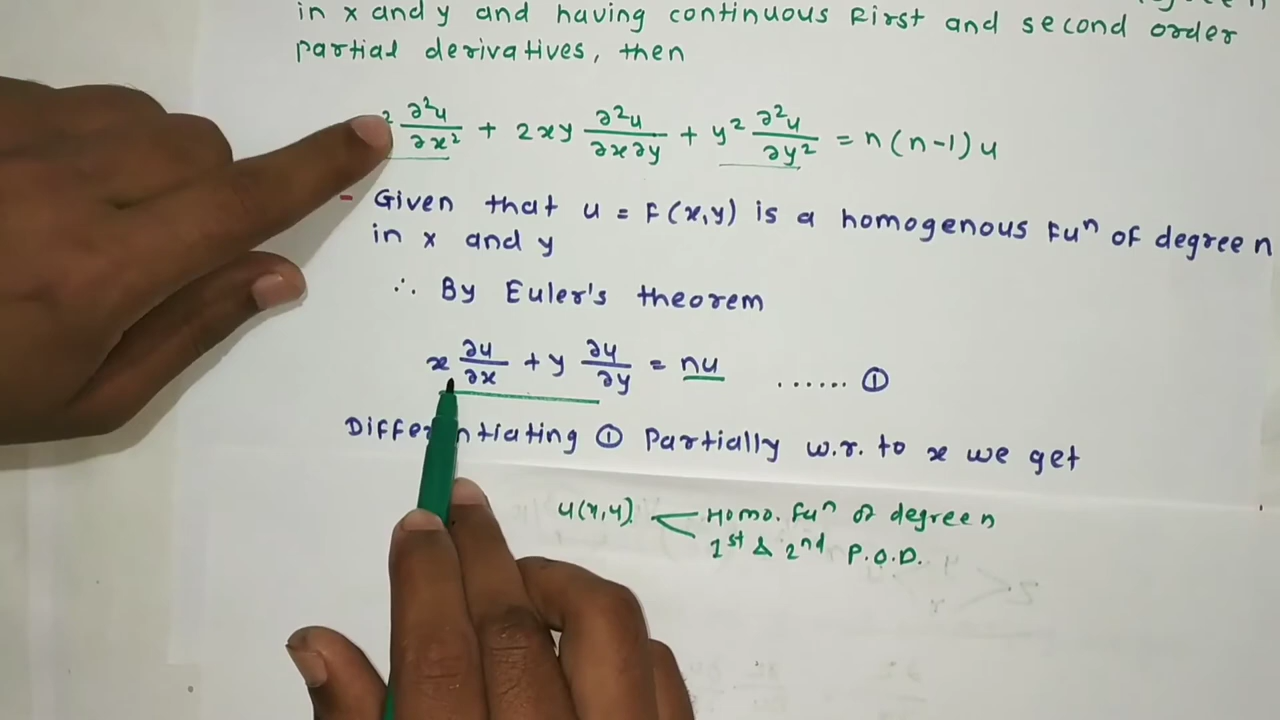 in x and y and having continuous First and second order
partial derivatives, then
² ∂²u/∂x² + 2xy ∂²u/∂x∂y + y² ∂²u/∂y² = n(n-1)u
- Given that u = F(x,y) is a homogenous Fuⁿ of degree n
in x and y
∴ By Euler's theorem
x ∂u/∂x + y ∂u/∂y = nu ...... ①
Differentiating ① Partially w.r. to x we get
u(x,y) < Homo. Fuⁿ of degree n
1st & 2nd P.O.D.